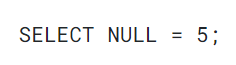 SELECT NULL = 5;